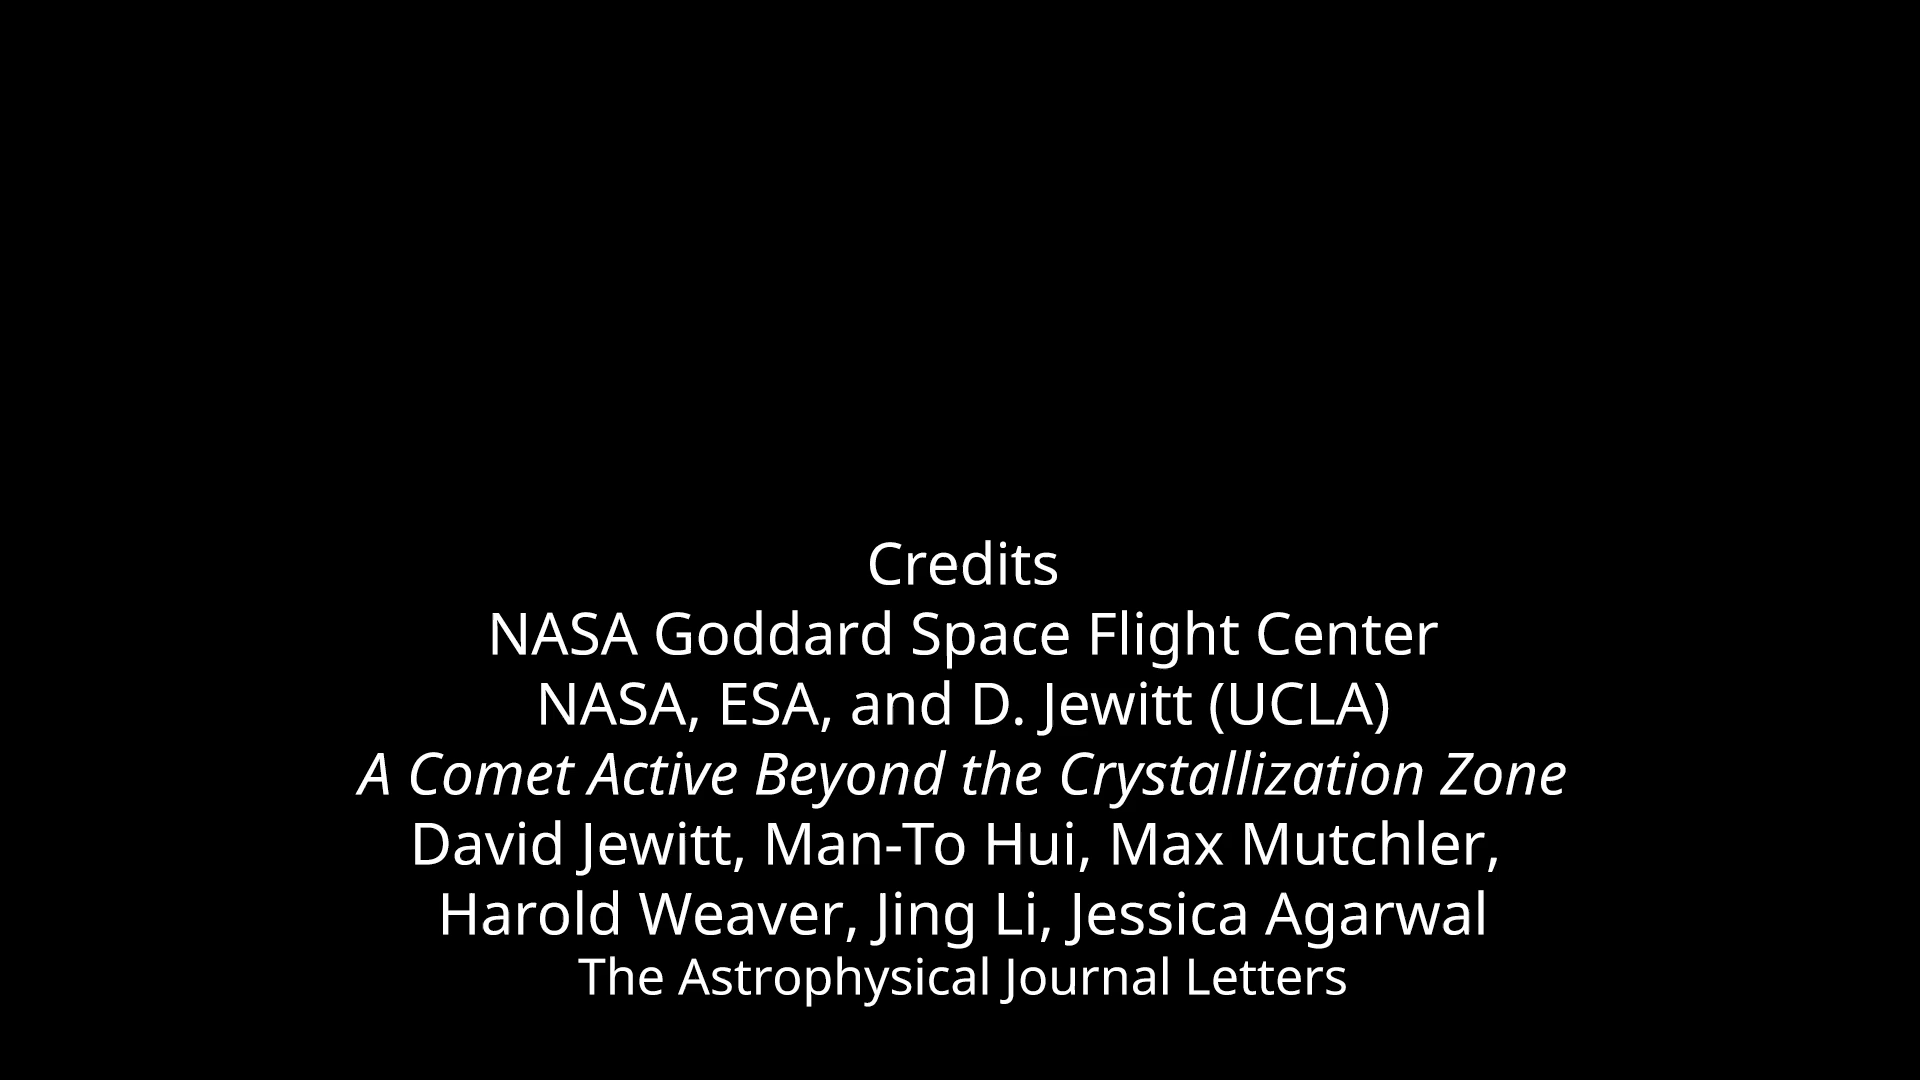 Credits
NASA Goddard Space Flight Center
NASA, ESA, and D. Jewitt (UCLA)
A Comet Active Beyond the Crystallization Zone
David Jewitt, Man-To Hui, Max Mutchler,
Harold Weaver, Jing Li, Jessica Agarwal
The Astrophysical Journal Letters